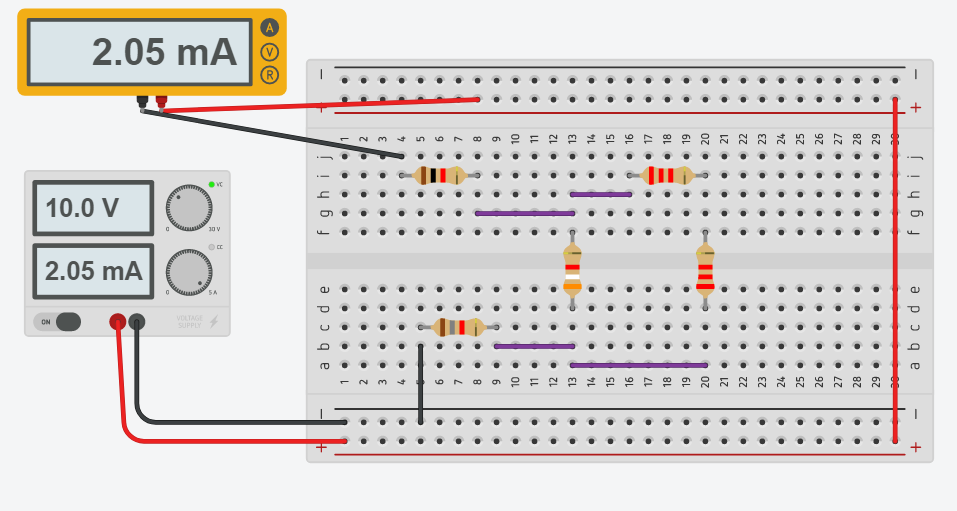 2.05 mA
A
V
R
10.0 V
VC
0
30 V
2.05 mA
CC
0
5 A
ON
VOLTAGE
SUPPLY
− −
+ +
1 2 3 4 5 6 7 8 9 10 11 12 13 14 15 16 17 18 19 20 21 22 23 24 25 26 27 28 29 30
j j
i i
h h
g g
f f
e e
d d
c c
b b
a a
1 2 3 4 5 6 7 8 9 10 11 12 13 14 15 16 17 18 19 20 21 22 23 24 25 26 27 28 29 30
− −
+ +